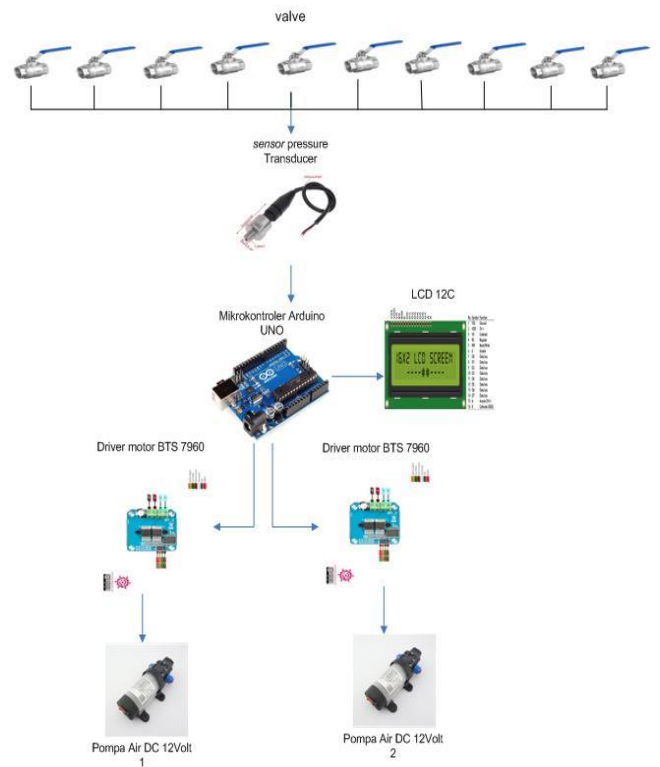 valve
sensor pressure
Transducer
Mikrokontroler Arduino
UNO
LCD 12C
16X2 LCD SCREEN
Driver motor BTS 7960
Driver motor BTS 7960
Pompa Air DC 12Volt
1
Pompa Air DC 12Volt
2